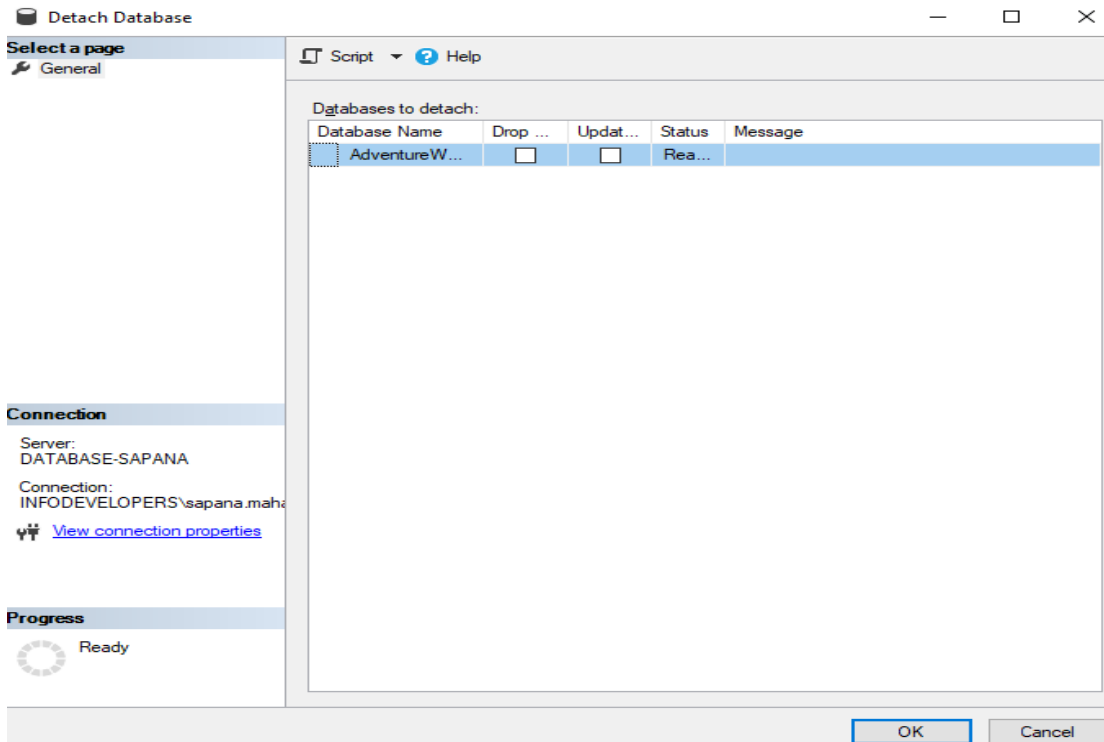 Detach Database
Select a page
General
Script
Help
Databases to detach:
Database Name Drop ... Updat... Status Message
AdventureW... Rea...
Connection
Server:
DATABASE-SAPANA
Connection:
INFODEVELOPERS\sapana.maha
View connection properties
Progress
Ready
OK Cancel